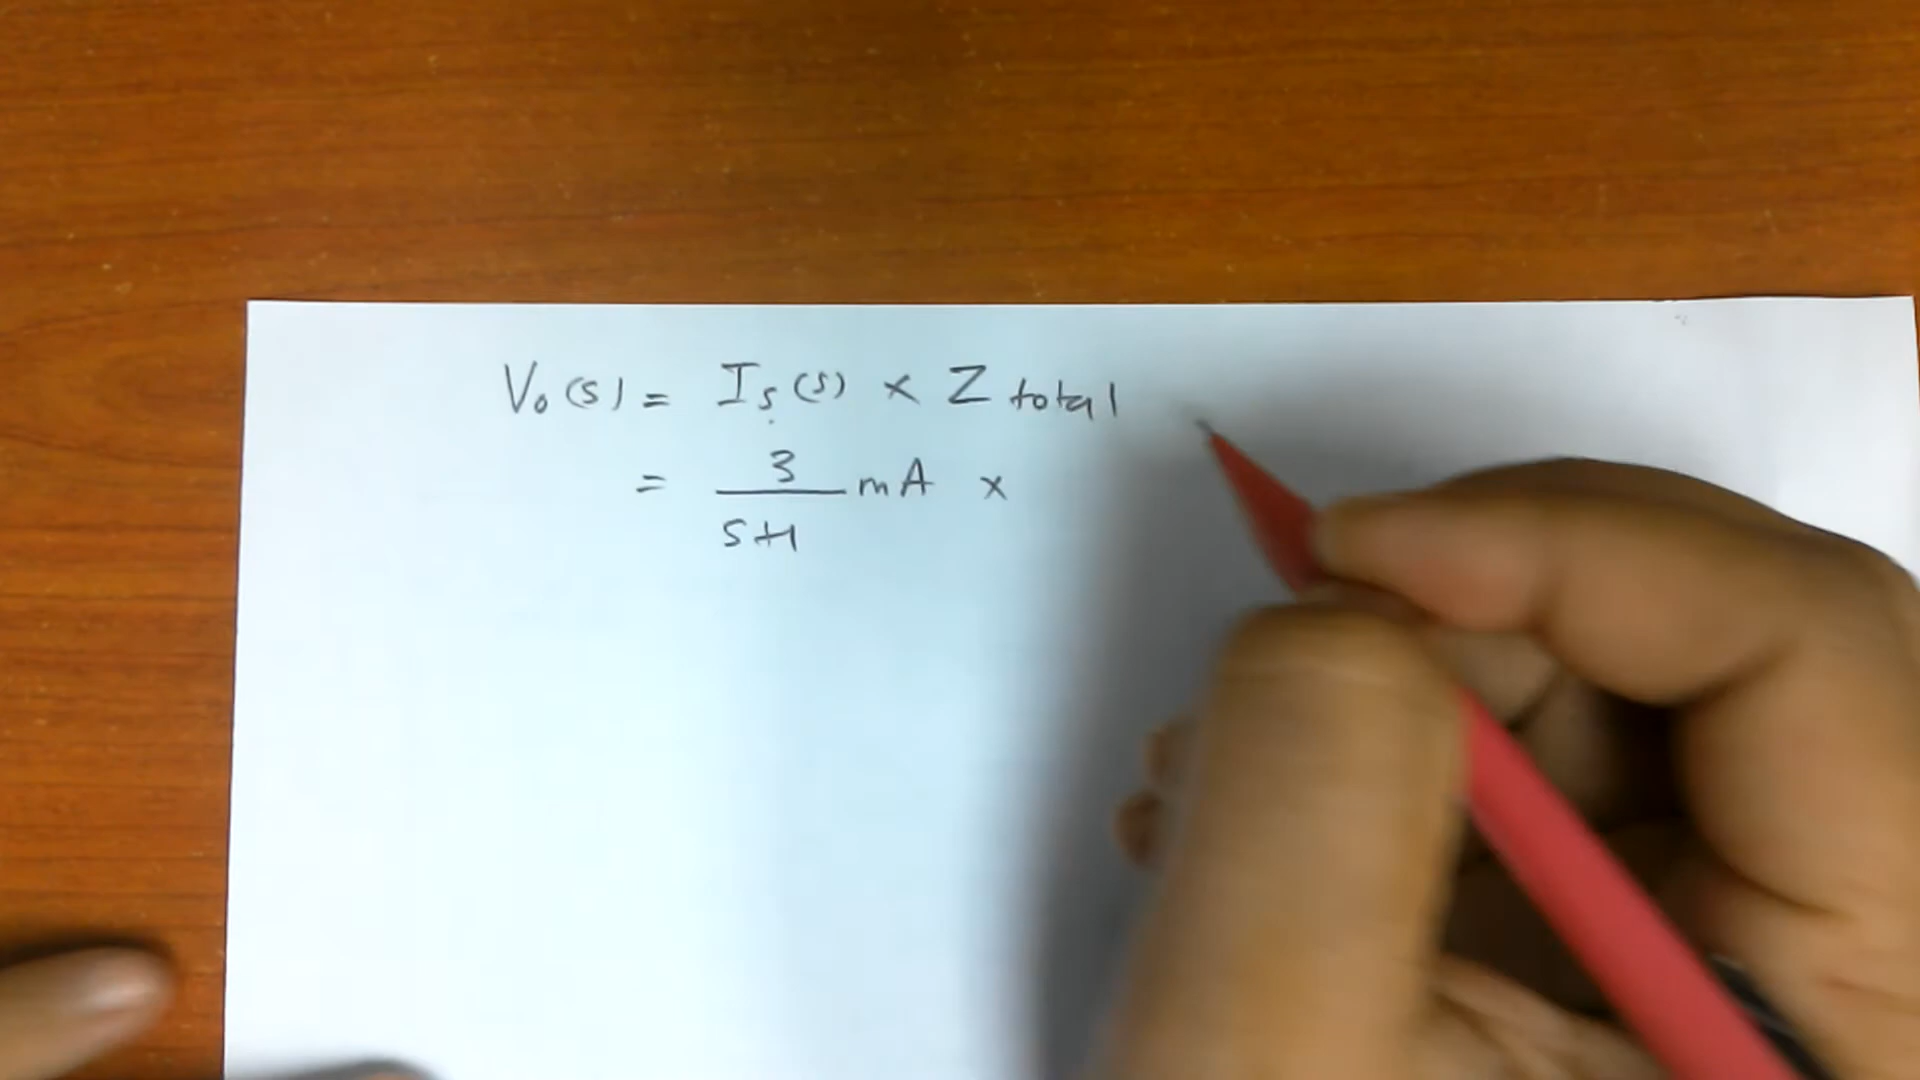 V₀(s) = Iₛ(s) × Z total
= 3/(s+1) mA ×